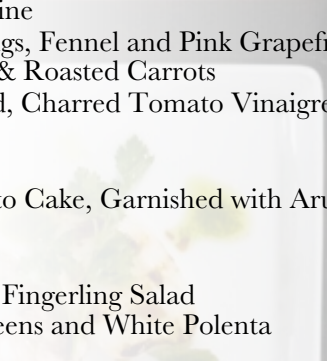 ine
gs, Fennel and Pink Grapef
& Roasted Carrots
d, Charred Tomato Vinaigre
to Cake, Garnished with Aru
Fingerling Salad
eens and White Polenta